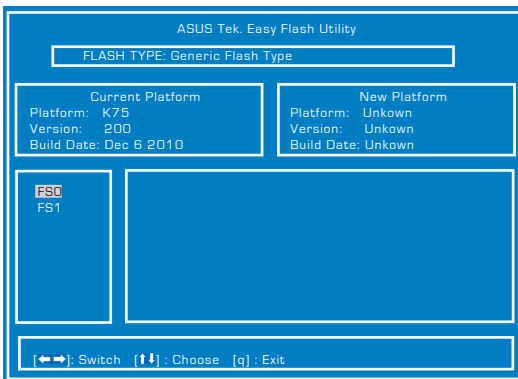 ASUS Tek. Easy Flash Utility
FLASH TYPE: Generic Flash Type
Current Platform
Platform: K75
Version: 200
Build Date: Dec 6 2010
New Platform
Platform: Unkown
Version: Unkown
Build Date: Unkown
FS0
FS1
[←→]: Switch [↑↓] : Choose [q] : Exit